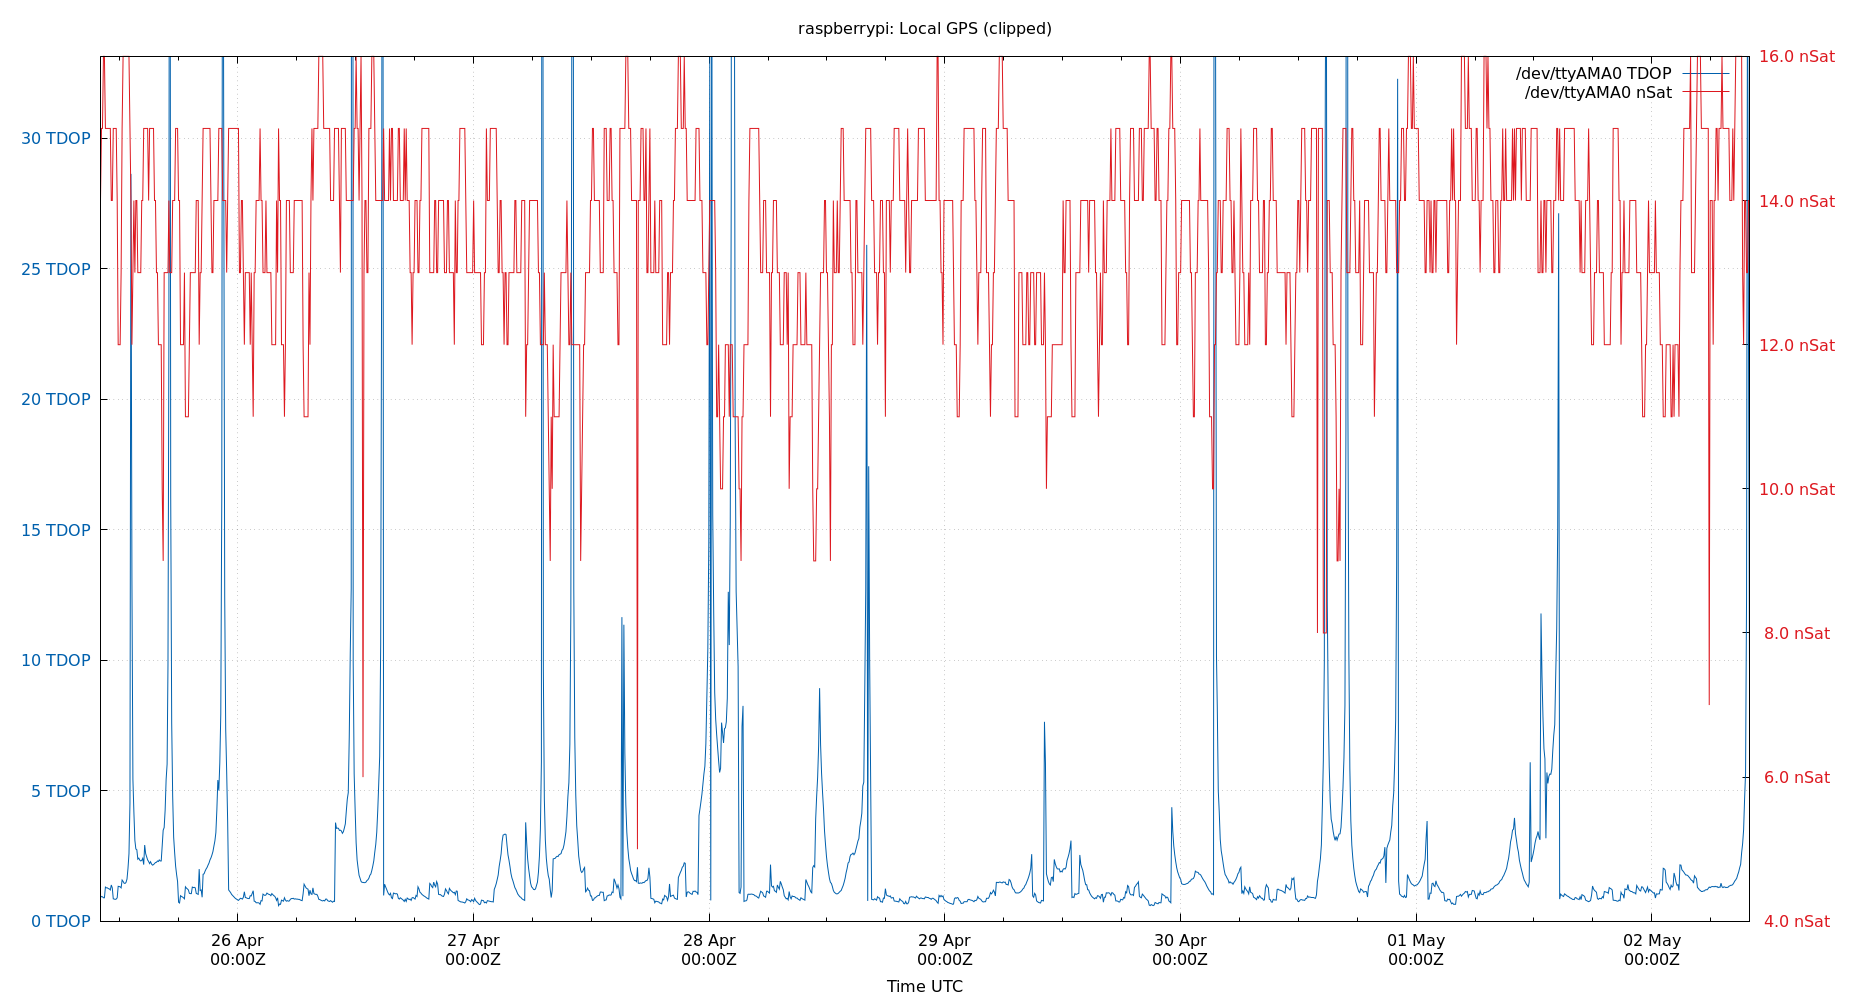 raspberrypi: Local GPS (clipped)
/dev/ttyAMA0 TDOP
/dev/ttyAMA0 nSat
30 TDOP
25 TDOP
20 TDOP
15 TDOP
10 TDOP
5 TDOP
0 TDOP
16.0 nSat
14.0 nSat
12.0 nSat
10.0 nSat
8.0 nSat
6.0 nSat
4.0 nSat
26 Apr
00:00Z
27 Apr
00:00Z
28 Apr
00:00Z
29 Apr
00:00Z
30 Apr
00:00Z
01 May
00:00Z
02 May
00:00Z
Time UTC